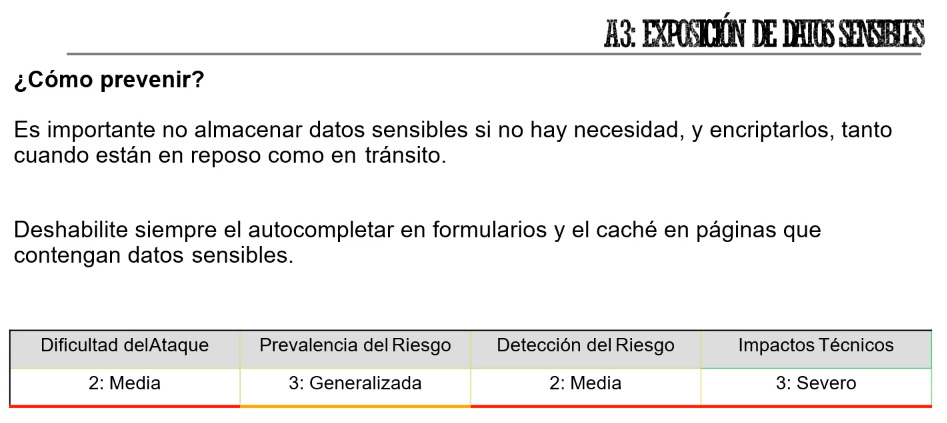 A3: EXPOSICIÓN DE DATOS SENSIBLES
¿Cómo prevenir?
Es importante no almacenar datos sensibles si no hay necesidad, y encriptarlos, tanto
cuando están en reposo como en tránsito.
Deshabilite siempre el autocompletar en formularios y el caché en páginas que
contengan datos sensibles.
Dificultad delAtaque Prevalencia del Riesgo Detección del Riesgo Impactos Técnicos
2: Media 3: Generalizada 2: Media 3: Severo